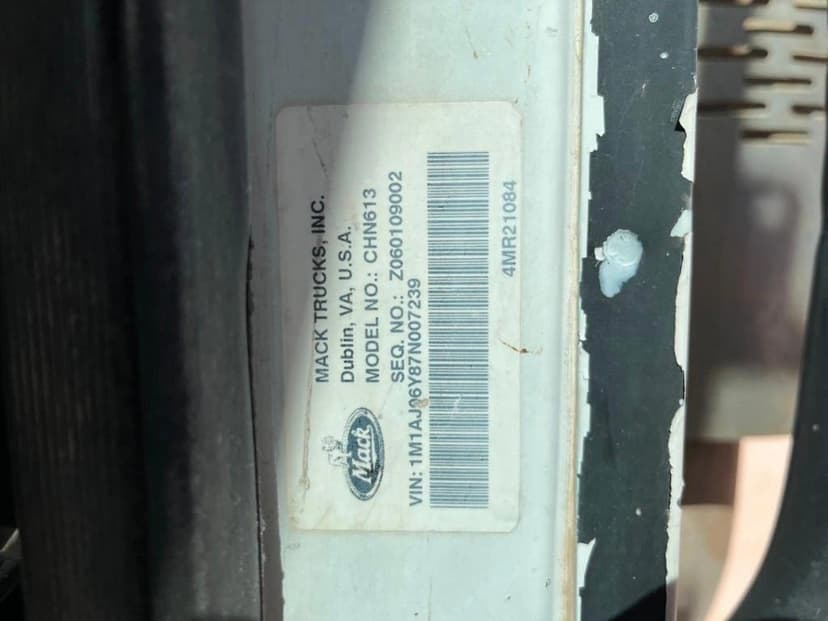 MACK TRUCKS, INC.
Dublin, VA, U.S.A.
MODEL NO.: CHN613
SEQ. NO.: Z060109002
Mack
VIN: 1M1AJ06Y87N007239
4MR21084